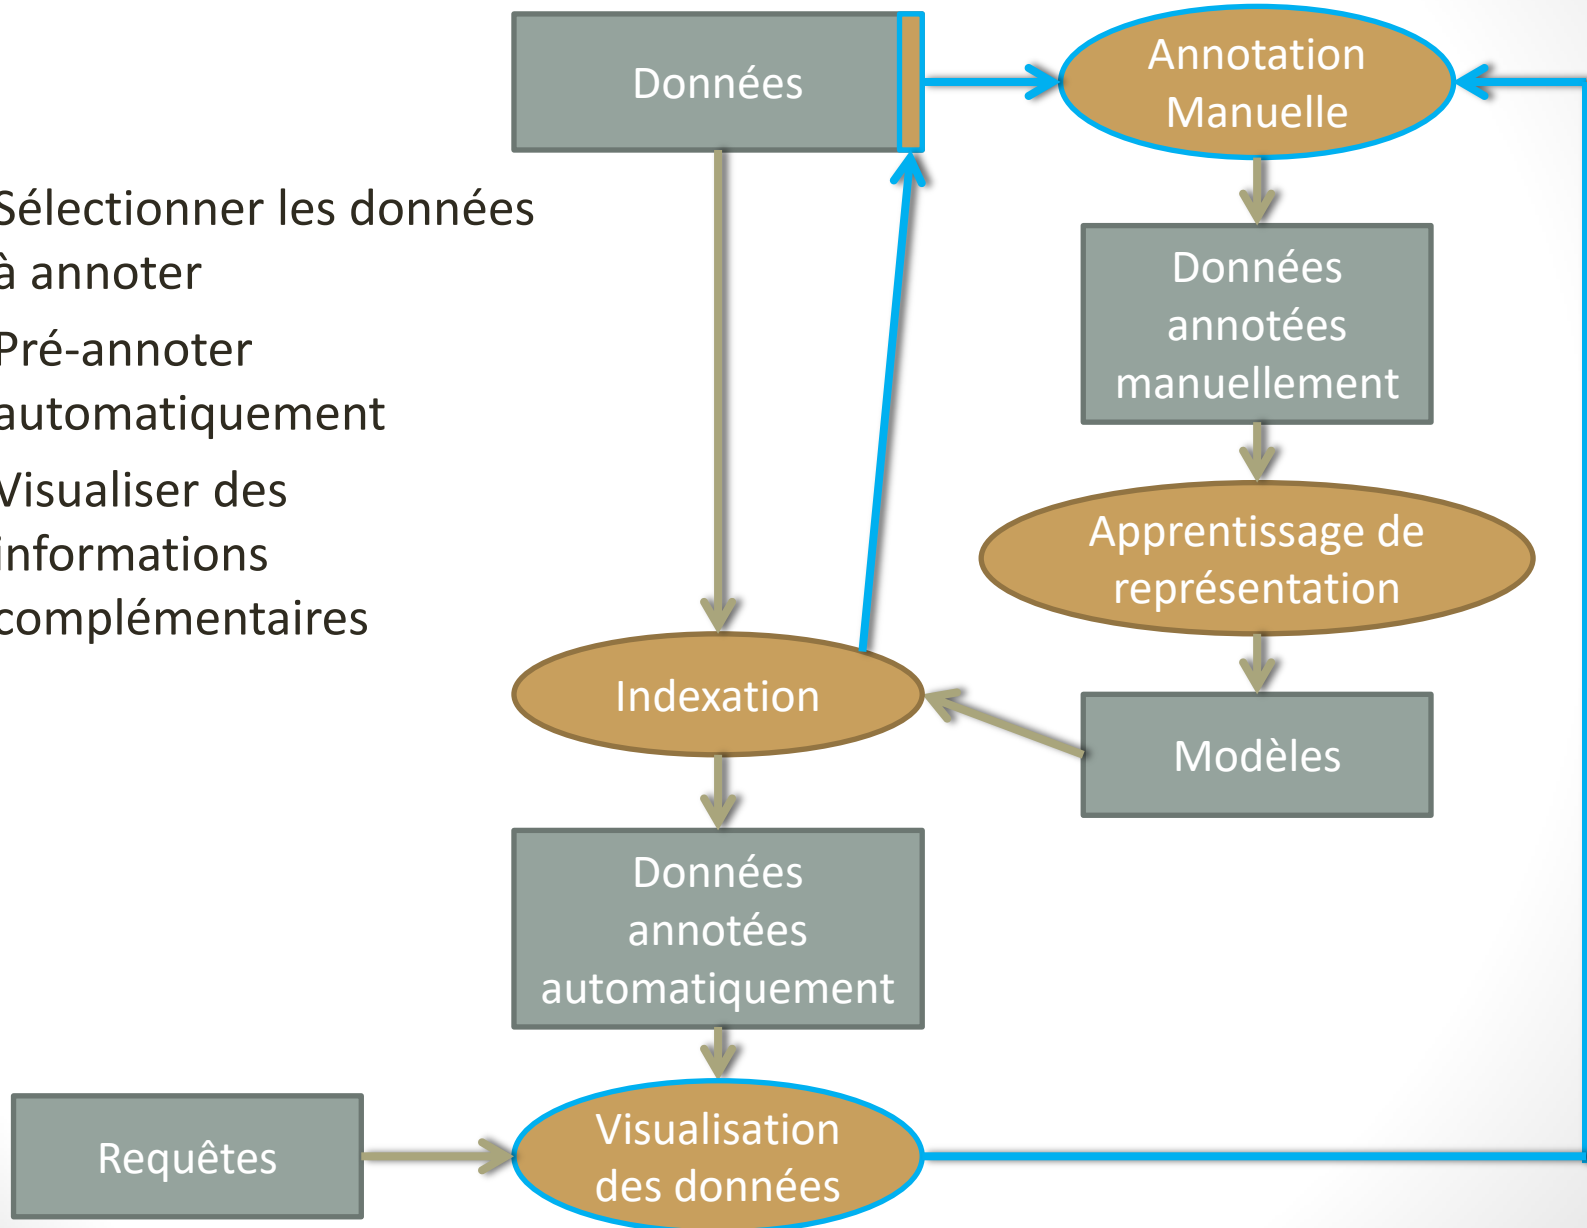 Sélectionner les données
à annoter
Pré-annoter
automatiquement
Visualiser des
informations
complémentaires
Données
Annotation
Manuelle
Données
annotées
manuellement
Apprentissage de
représentation
Indexation
Modèles
Données
annotées
automatiquement
Requêtes
Visualisation
des données